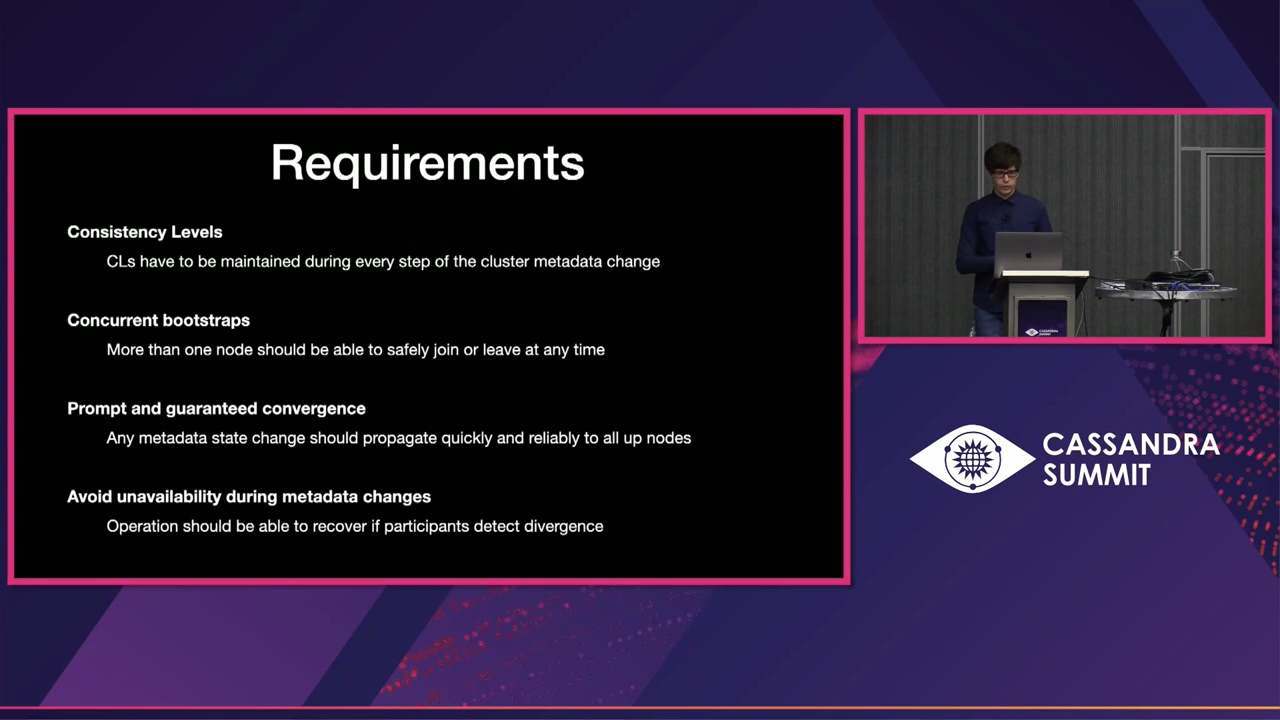 Requirements
Consistency Levels
CLs have to be maintained during every step of the cluster metadata change
Concurrent bootstraps
More than one node should be able to safely join or leave at any time
Prompt and guaranteed convergence
Any metadata state change should propagate quickly and reliably to all up nodes
Avoid unavailability during metadata changes
Operation should be able to recover if participants detect divergence
CASSANDRA
SUMMIT
CASSANDRA
SUMMIT